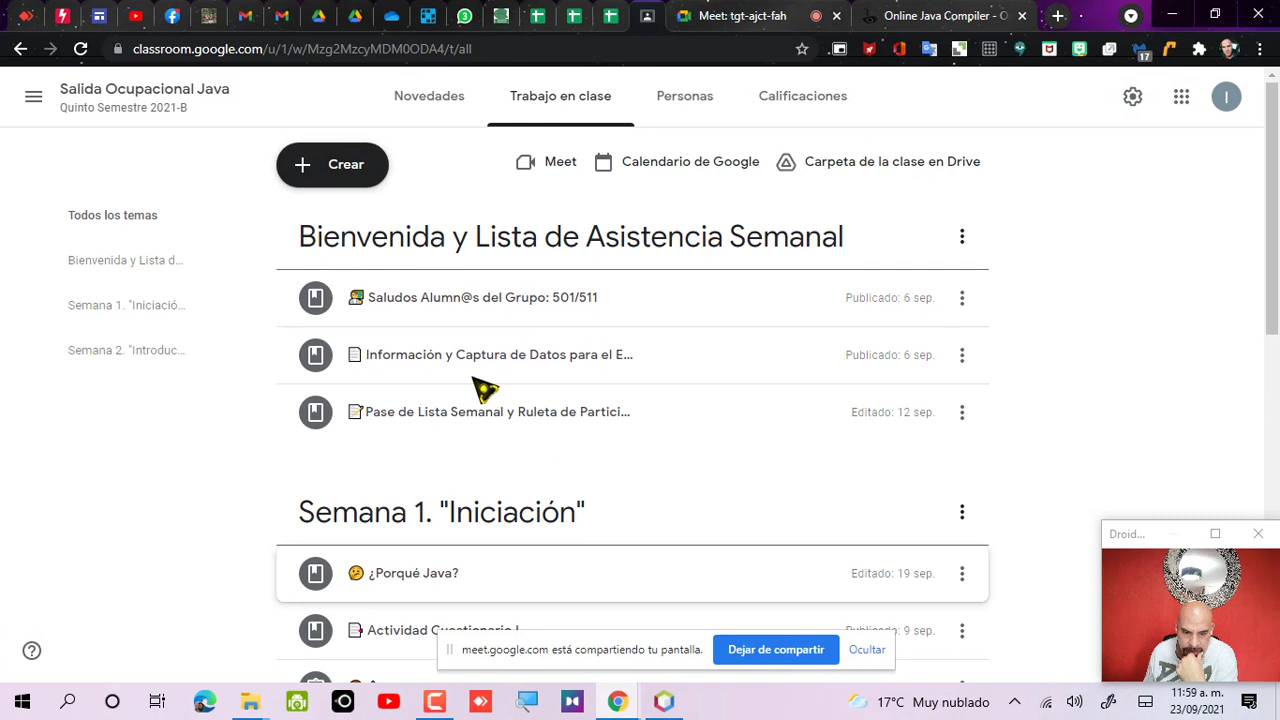 Meet: tgt-ajct-fah
Online Java Compiler - O
classroom.google.com/u/1/w/Mzg2MzcyMDM0ODA4/t/all
17
Salida Ocupacional Java
Quinto Semestre 2021-B
Novedades
Trabajo en clase
Personas
Calificaciones
I
Crear
Meet
Calendario de Google
Carpeta de la clase en Drive
Todos los temas
Bienvenida y Lista d...
Semana 1. "Iniciació...
Semana 2. "Introduc...
Bienvenida y Lista de Asistencia Semanal
Saludos Alumn@s del Grupo: 501/511
Publicado: 6 sep.
Información y Captura de Datos para el E...
Publicado: 6 sep.
Pase de Lista Semanal y Ruleta de Partici...
Editado: 12 sep.
Semana 1. "Iniciación"
¿Porqué Java?
Editado: 19 sep.
Actividad
Publicado: 9 sep.
Droid...
meet.google.com está compartiendo tu pantalla.
Dejar de compartir
Ocultar
17°C Muy nublado
11:59 a. m.
23/09/2021